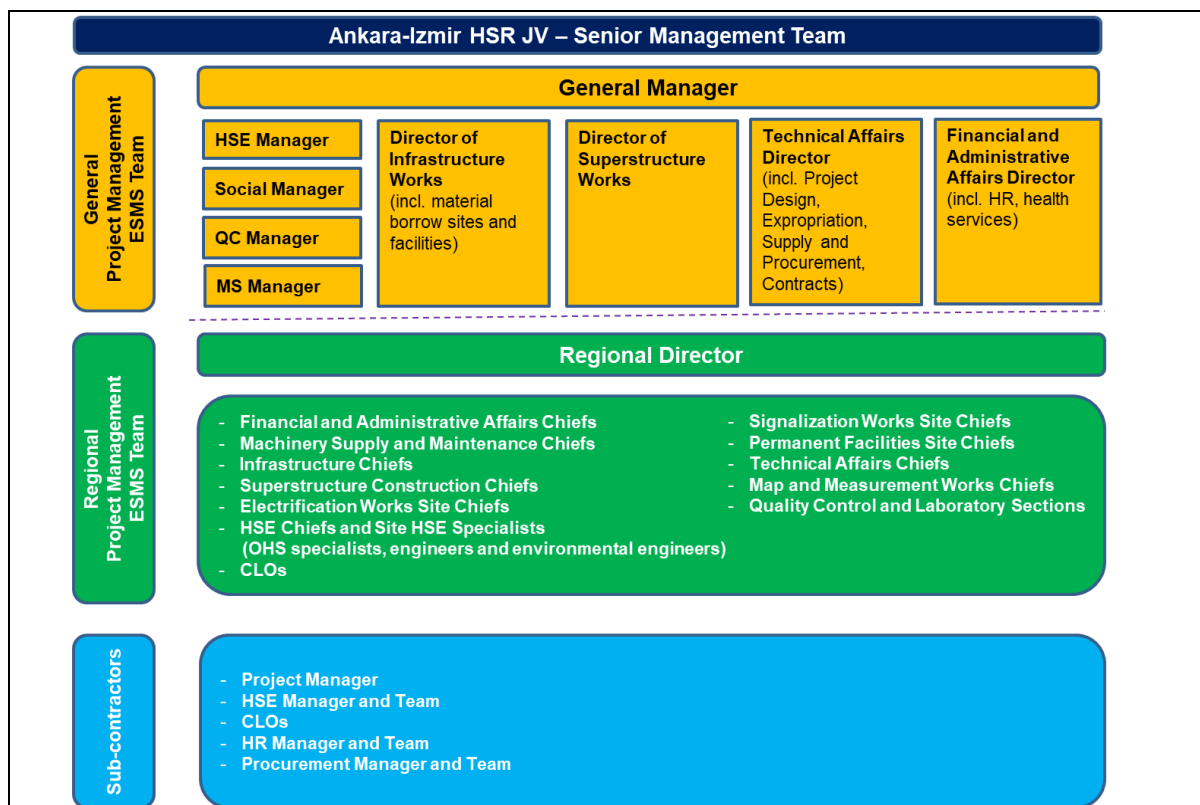 Ankara-Izmir HSR JV – Senior Management Team
General
Project Management
ESMS Team
General Manager
HSE Manager
Social Manager
QC Manager
MS Manager
Director of
Infrastructure
Works
(incl. material
borrow sites and
facilities)
Director of
Superstructure
Works
Technical Affairs
Director
(incl. Project
Design,
Expropriation,
Supply and
Procurement,
Contracts)
Financial and
Administrative
Affairs Director
(incl. HR, health
services)
Regional
Project Management
ESMS Team
Regional Director
- Financial and Administrative Affairs Chiefs
- Machinery Supply and Maintenance Chiefs
- Infrastructure Chiefs
- Superstructure Construction Chiefs
- Electrification Works Site Chiefs
- HSE Chiefs and Site HSE Specialists
(OHS specialists, engineers and environmental engineers)
- CLOs
- Signalization Works Site Chiefs
- Permanent Facilities Site Chiefs
- Technical Affairs Chiefs
- Map and Measurement Works Chiefs
- Quality Control and Laboratory Sections
Sub-contractors
- Project Manager
- HSE Manager and Team
- CLOs
- HR Manager and Team
- Procurement Manager and Team